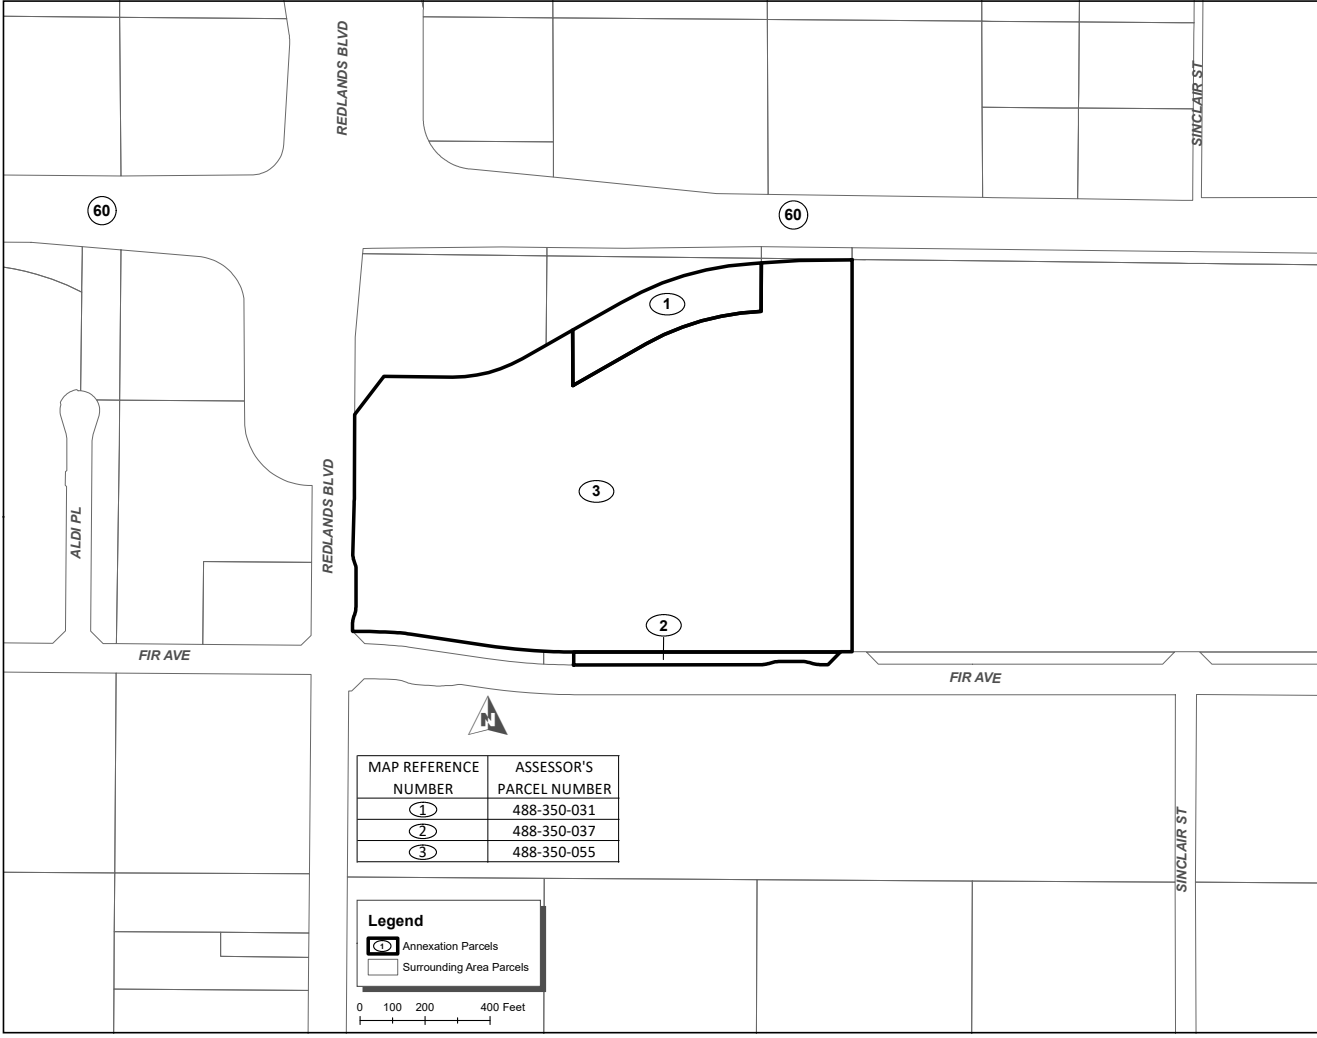 REDLANDS BLVD
SINCLAIR ST
60
60
1
3
REDLANDS BLVD
ALDI PL
2
FIR AVE
FIR AVE
N
MAP REFERENCE NUMBER
ASSESSOR'S PARCEL NUMBER
1 488-350-031
2 488-350-037
3 488-350-055
SINCLAIR ST
Legend
1 Annexation Parcels
Surrounding Area Parcels
0 100 200 400 Feet